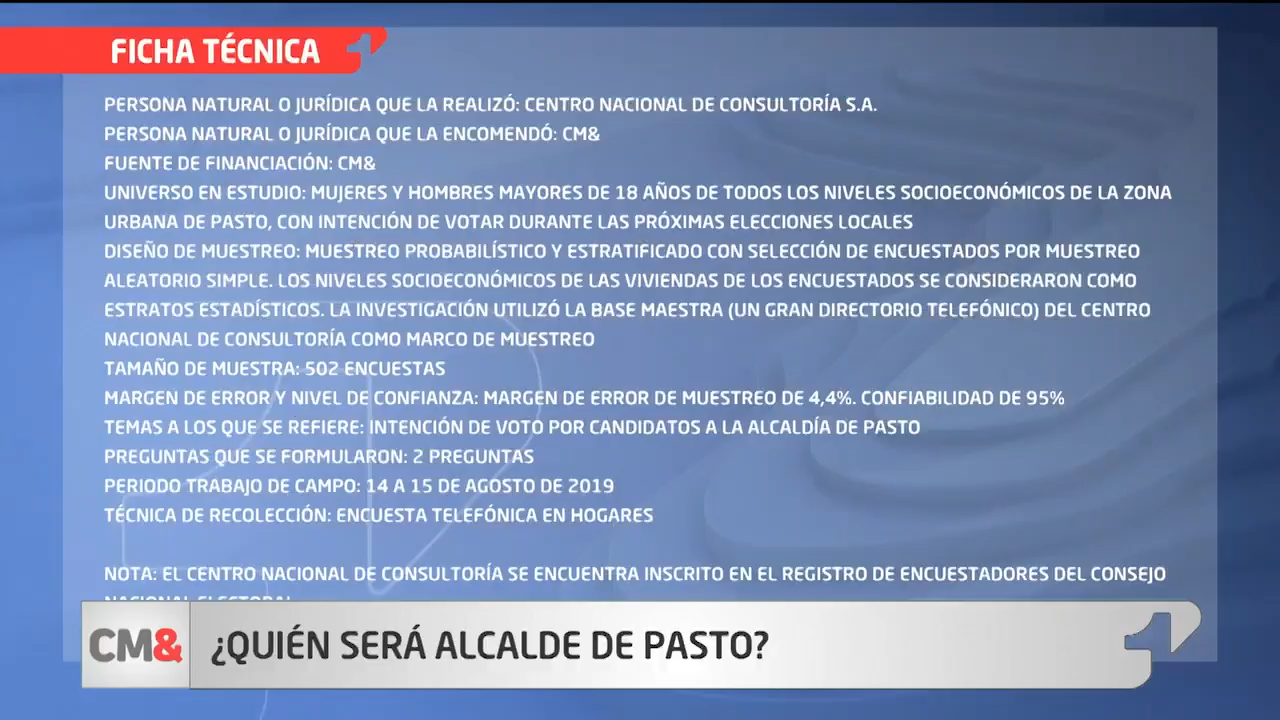 FICHA TÉCNICA
PERSONA NATURAL O JURÍDICA QUE LA REALIZÓ: CENTRO NACIONAL DE CONSULTORÍA S.A.
PERSONA NATURAL O JURÍDICA QUE LA ENCOMENDÓ: CM&
FUENTE DE FINANCIACIÓN: CM&
UNIVERSO EN ESTUDIO: MUJERES Y HOMBRES MAYORES DE 18 AÑOS DE TODOS LOS NIVELES SOCIOECONÓMICOS DE LA ZONA
URBANA DE PASTO, CON INTENCIÓN DE VOTAR DURANTE LAS PRÓXIMAS ELECCIONES LOCALES
DISEÑO DE MUESTREO: MUESTREO PROBABILÍSTICO Y ESTRATIFICADO CON SELECCIÓN DE ENCUESTADOS POR MUESTREO
ALEATORIO SIMPLE. LOS NIVELES SOCIOECONÓMICOS DE LAS VIVIENDAS DE LOS ENCUESTADOS SE CONSIDERARON COMO
ESTRATOS ESTADÍSTICOS. LA INVESTIGACIÓN UTILIZÓ LA BASE MAESTRA (UN GRAN DIRECTORIO TELEFÓNICO) DEL CENTRO
NACIONAL DE CONSULTORÍA COMO MARCO DE MUESTREO
TAMAÑO DE MUESTRA: 502 ENCUESTAS
MARGEN DE ERROR Y NIVEL DE CONFIANZA: MARGEN DE ERROR DE MUESTREO DE 4,4%. CONFIABILIDAD DE 95%
TEMAS A LOS QUE SE REFIERE: INTENCIÓN DE VOTO POR CANDIDATOS A LA ALCALDÍA DE PASTO
PREGUNTAS QUE SE FORMULARON: 2 PREGUNTAS
PERIODO TRABAJO DE CAMPO: 14 A 15 DE AGOSTO DE 2019
TÉCNICA DE RECOLECCIÓN: ENCUESTA TELEFÓNICA EN HOGARES
NOTA: EL CENTRO NACIONAL DE CONSULTORÍA SE ENCUENTRA INSCRITO EN EL REGISTRO DE ENCUESTADORES DEL CONSEJO
NACIONAL ELECTORAL
CM& ¿QUIÉN SERÁ ALCALDE DE PASTO?